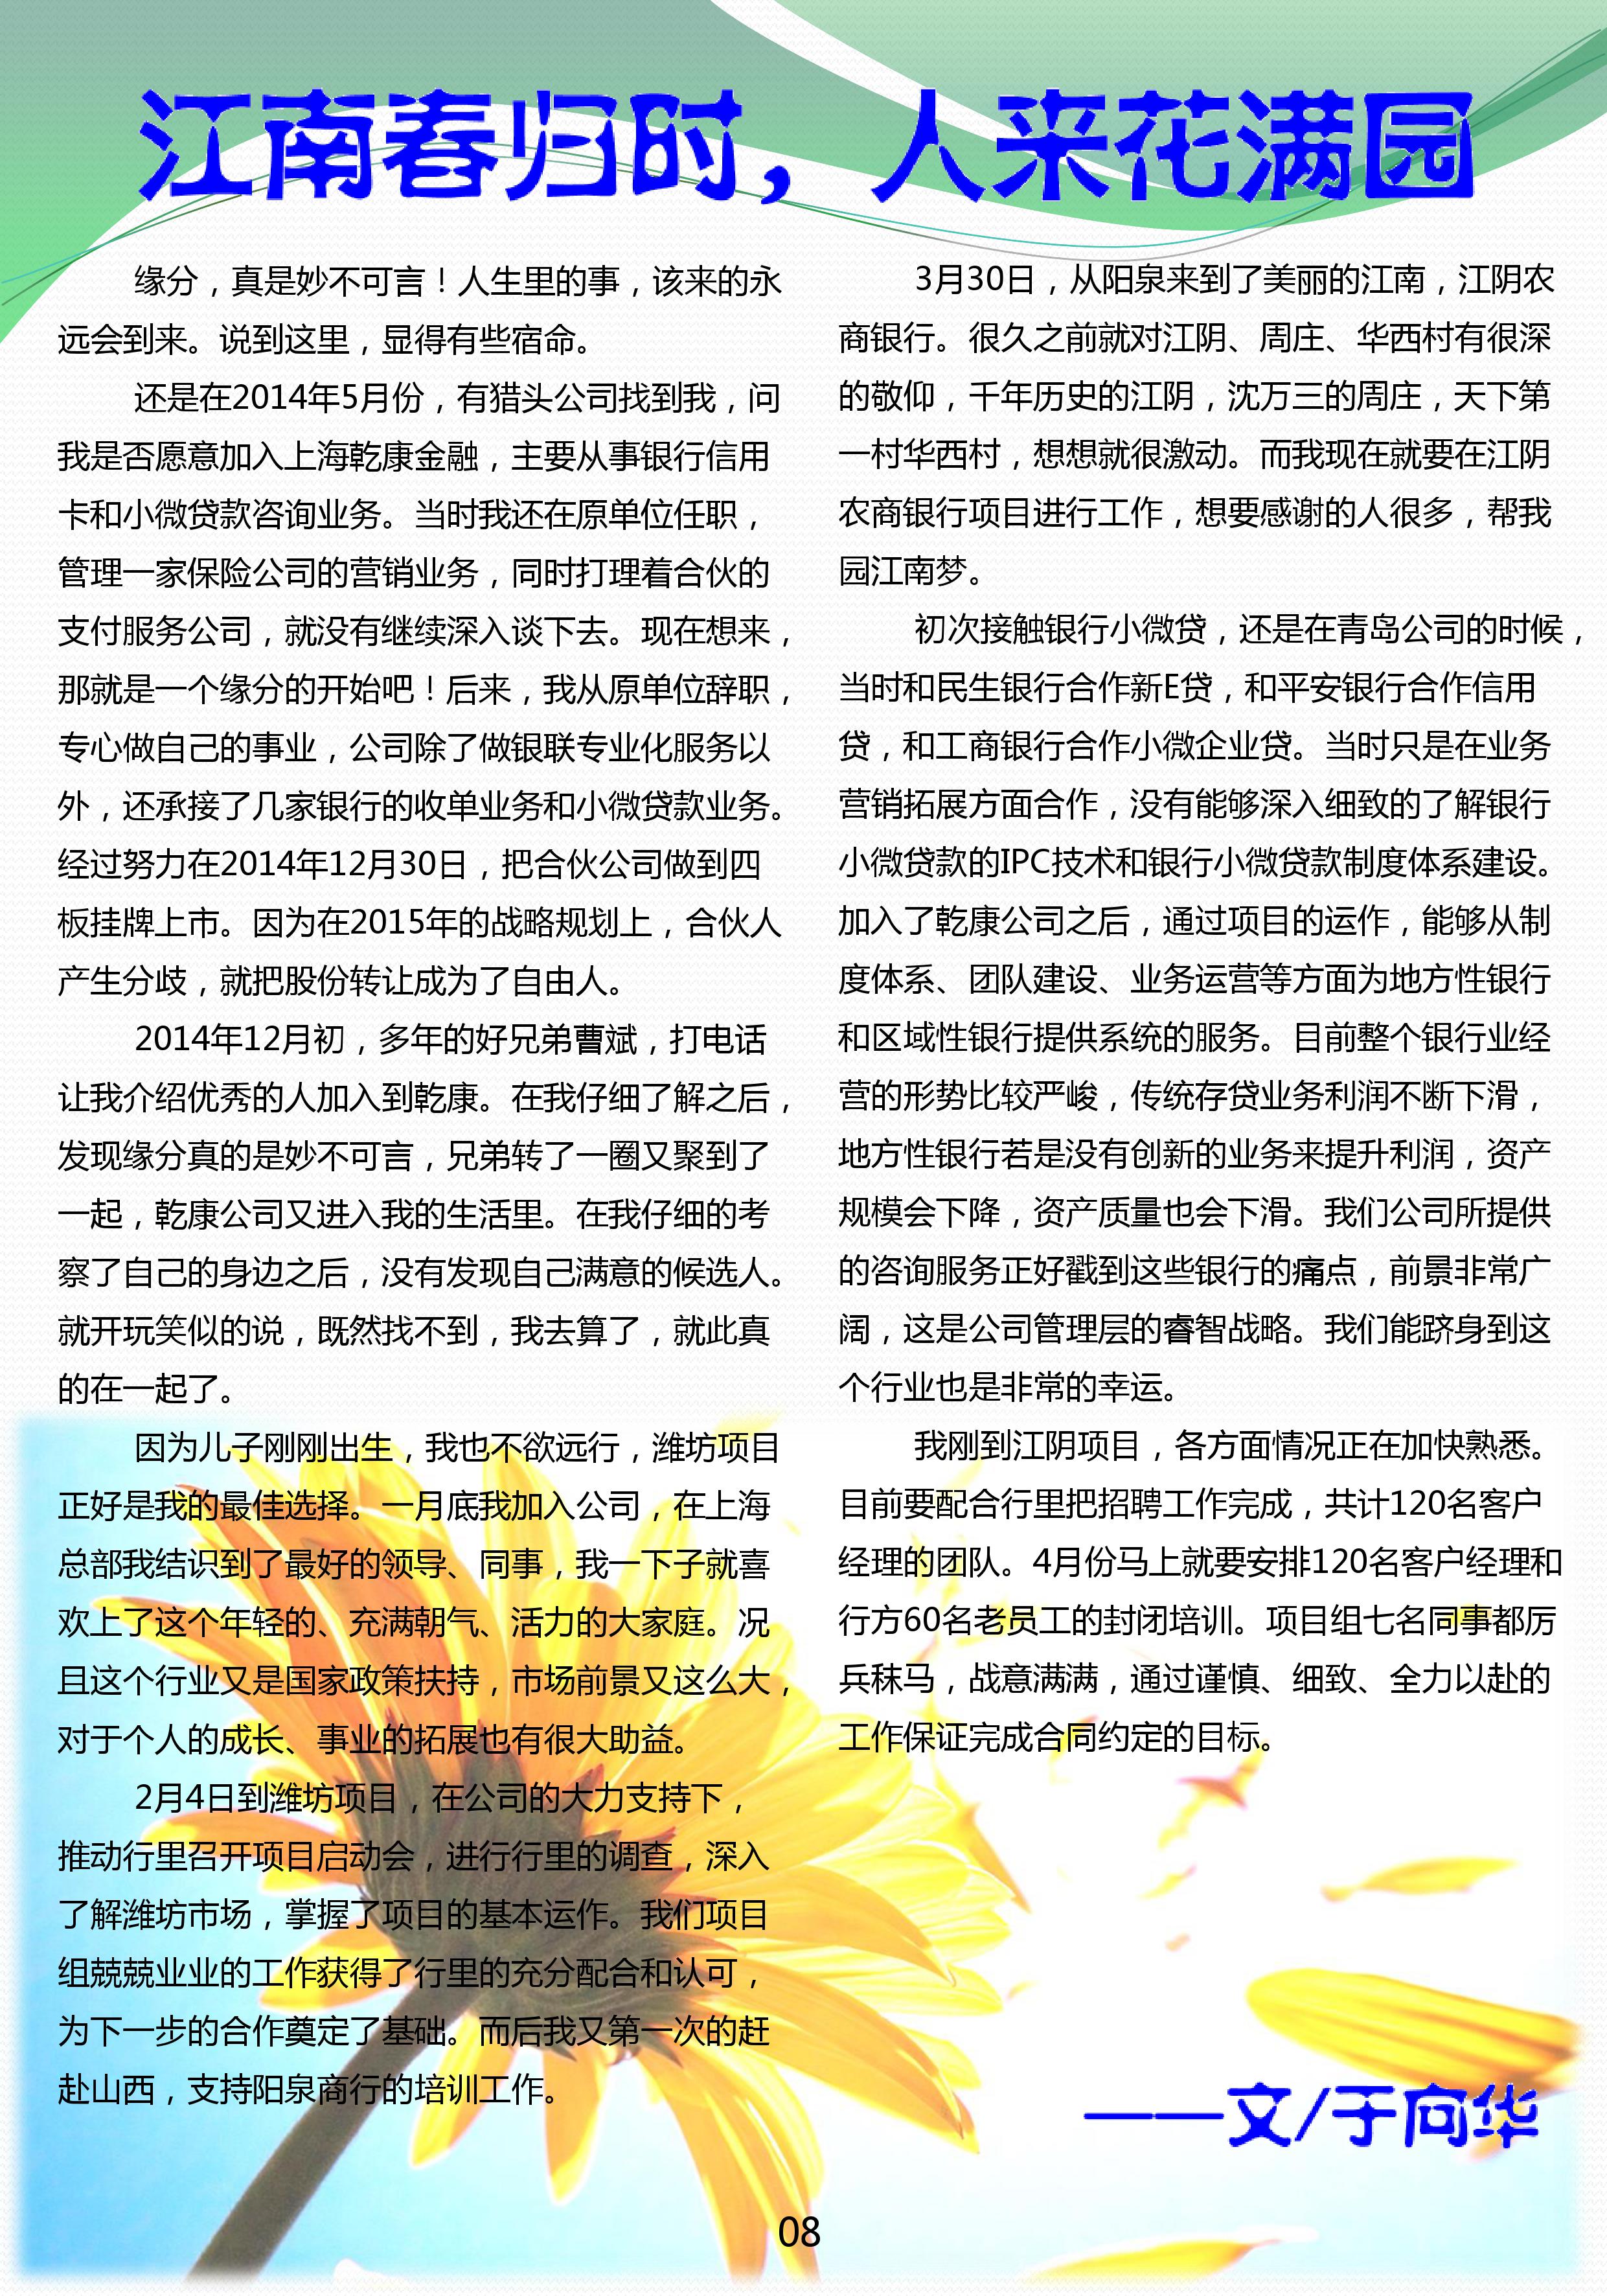 江南春归时，人来花满园
缘分，真是妙不可言！人生里的事，该来的永
远会到来。说到这里，显得有些宿命。
还是在2014年5月份，有猎头公司找到我，问
我是否愿意加入上海乾康金融，主要从事银行信用
卡和小微贷款咨询业务。当时我还在原单位任职，
管理一家保险公司的营销业务，同时打理着合伙的
支付服务公司，就没有继续深入谈下去。现在想来，
那就是一个缘分的开始吧！后来，我从原单位辞职，
专心做自己的事业，公司除了做银联专业化服务以
外，还承接了几家银行的收单业务和小微贷款业务。
经过努力在2014年12月30日，把合伙公司做到四
板挂牌上市。因为在2015年的战略规划上，合伙人
产生分歧，就把股份转让成为了自由人。
2014年12月初，多年的好兄弟曹斌，打电话
让我介绍优秀的人加入到乾康。在我仔细了解之后，
发现缘分真的是妙不可言，兄弟转了一圈又聚到了
一起，乾康公司又进入我的生活里。在我仔细的考
察了自己的身边之后，没有发现自己满意的候选人。
就开玩笑似的说，既然找不到，我去算了，就此真
的在一起了。
因为儿子刚刚出生，我也不欲远行，潍坊项目
正好是我的最佳选择。一月底我加入公司，在上海
总部我结识到了最好的领导、同事，我一下子就喜
欢上了这个年轻的、充满朝气、活力的大家庭。况
且这个行业又是国家政策扶持，市场前景又这么大，
对于个人的成长、事业的拓展也有很大助益。
2月4日到潍坊项目，在公司的大力支持下，
推动行里召开项目启动会，进行行里的调查，深入
了解潍坊市场，掌握了项目的基本运作。我们项目
组兢兢业业的工作获得了行里的充分配合和认可，
为下一步的合作奠定了基础。而后我又第一次的赶
赴山西，支持阳泉商行的培训工作。
3月30日，从阳泉来到了美丽的江南，江阴农
商银行。很久之前就对江阴、周庄、华西村有很深
的敬仰，千年历史的江阴，沈万三的周庄，天下第
一村华西村，想想就很激动。而我现在就要在江阴
农商银行项目进行工作，想要感谢的人很多，帮我
园江南梦。
初次接触银行小微贷，还是在青岛公司的时候，
当时和民生银行合作新E贷，和平安银行合作信用
贷，和工商银行合作小微企业贷。当时只是在业务
营销拓展方面合作，没有能够深入细致的了解银行
小微贷款的IPC技术和银行小微贷款制度体系建设。
加入了乾康公司之后，通过项目的运作，能够从制
度体系、团队建设、业务运营等方面为地方性银行
和区域性银行提供系统的服务。目前整个银行业经
营的形势比较严峻，传统存贷业务利润不断下滑，
地方性银行若是没有创新的业务来提升利润，资产
规模会下降，资产质量也会下滑。我们公司所提供
的咨询服务正好戳到这些银行的痛点，前景非常广
阔，这是公司管理层的睿智战略。我们能跻身到这
个行业也是非常的幸运。
我刚到江阴项目，各方面情况正在加快熟悉。
目前要配合行里把招聘工作完成，共计120名客户
经理的团队。4月份马上就要安排120名客户经理和
行方60名老员工的封闭培训。项目组七名同事都厉
兵秣马，战意满满，通过谨慎、细致、全力以赴的
工作保证完成合同约定的目标。
——文/于向华
08